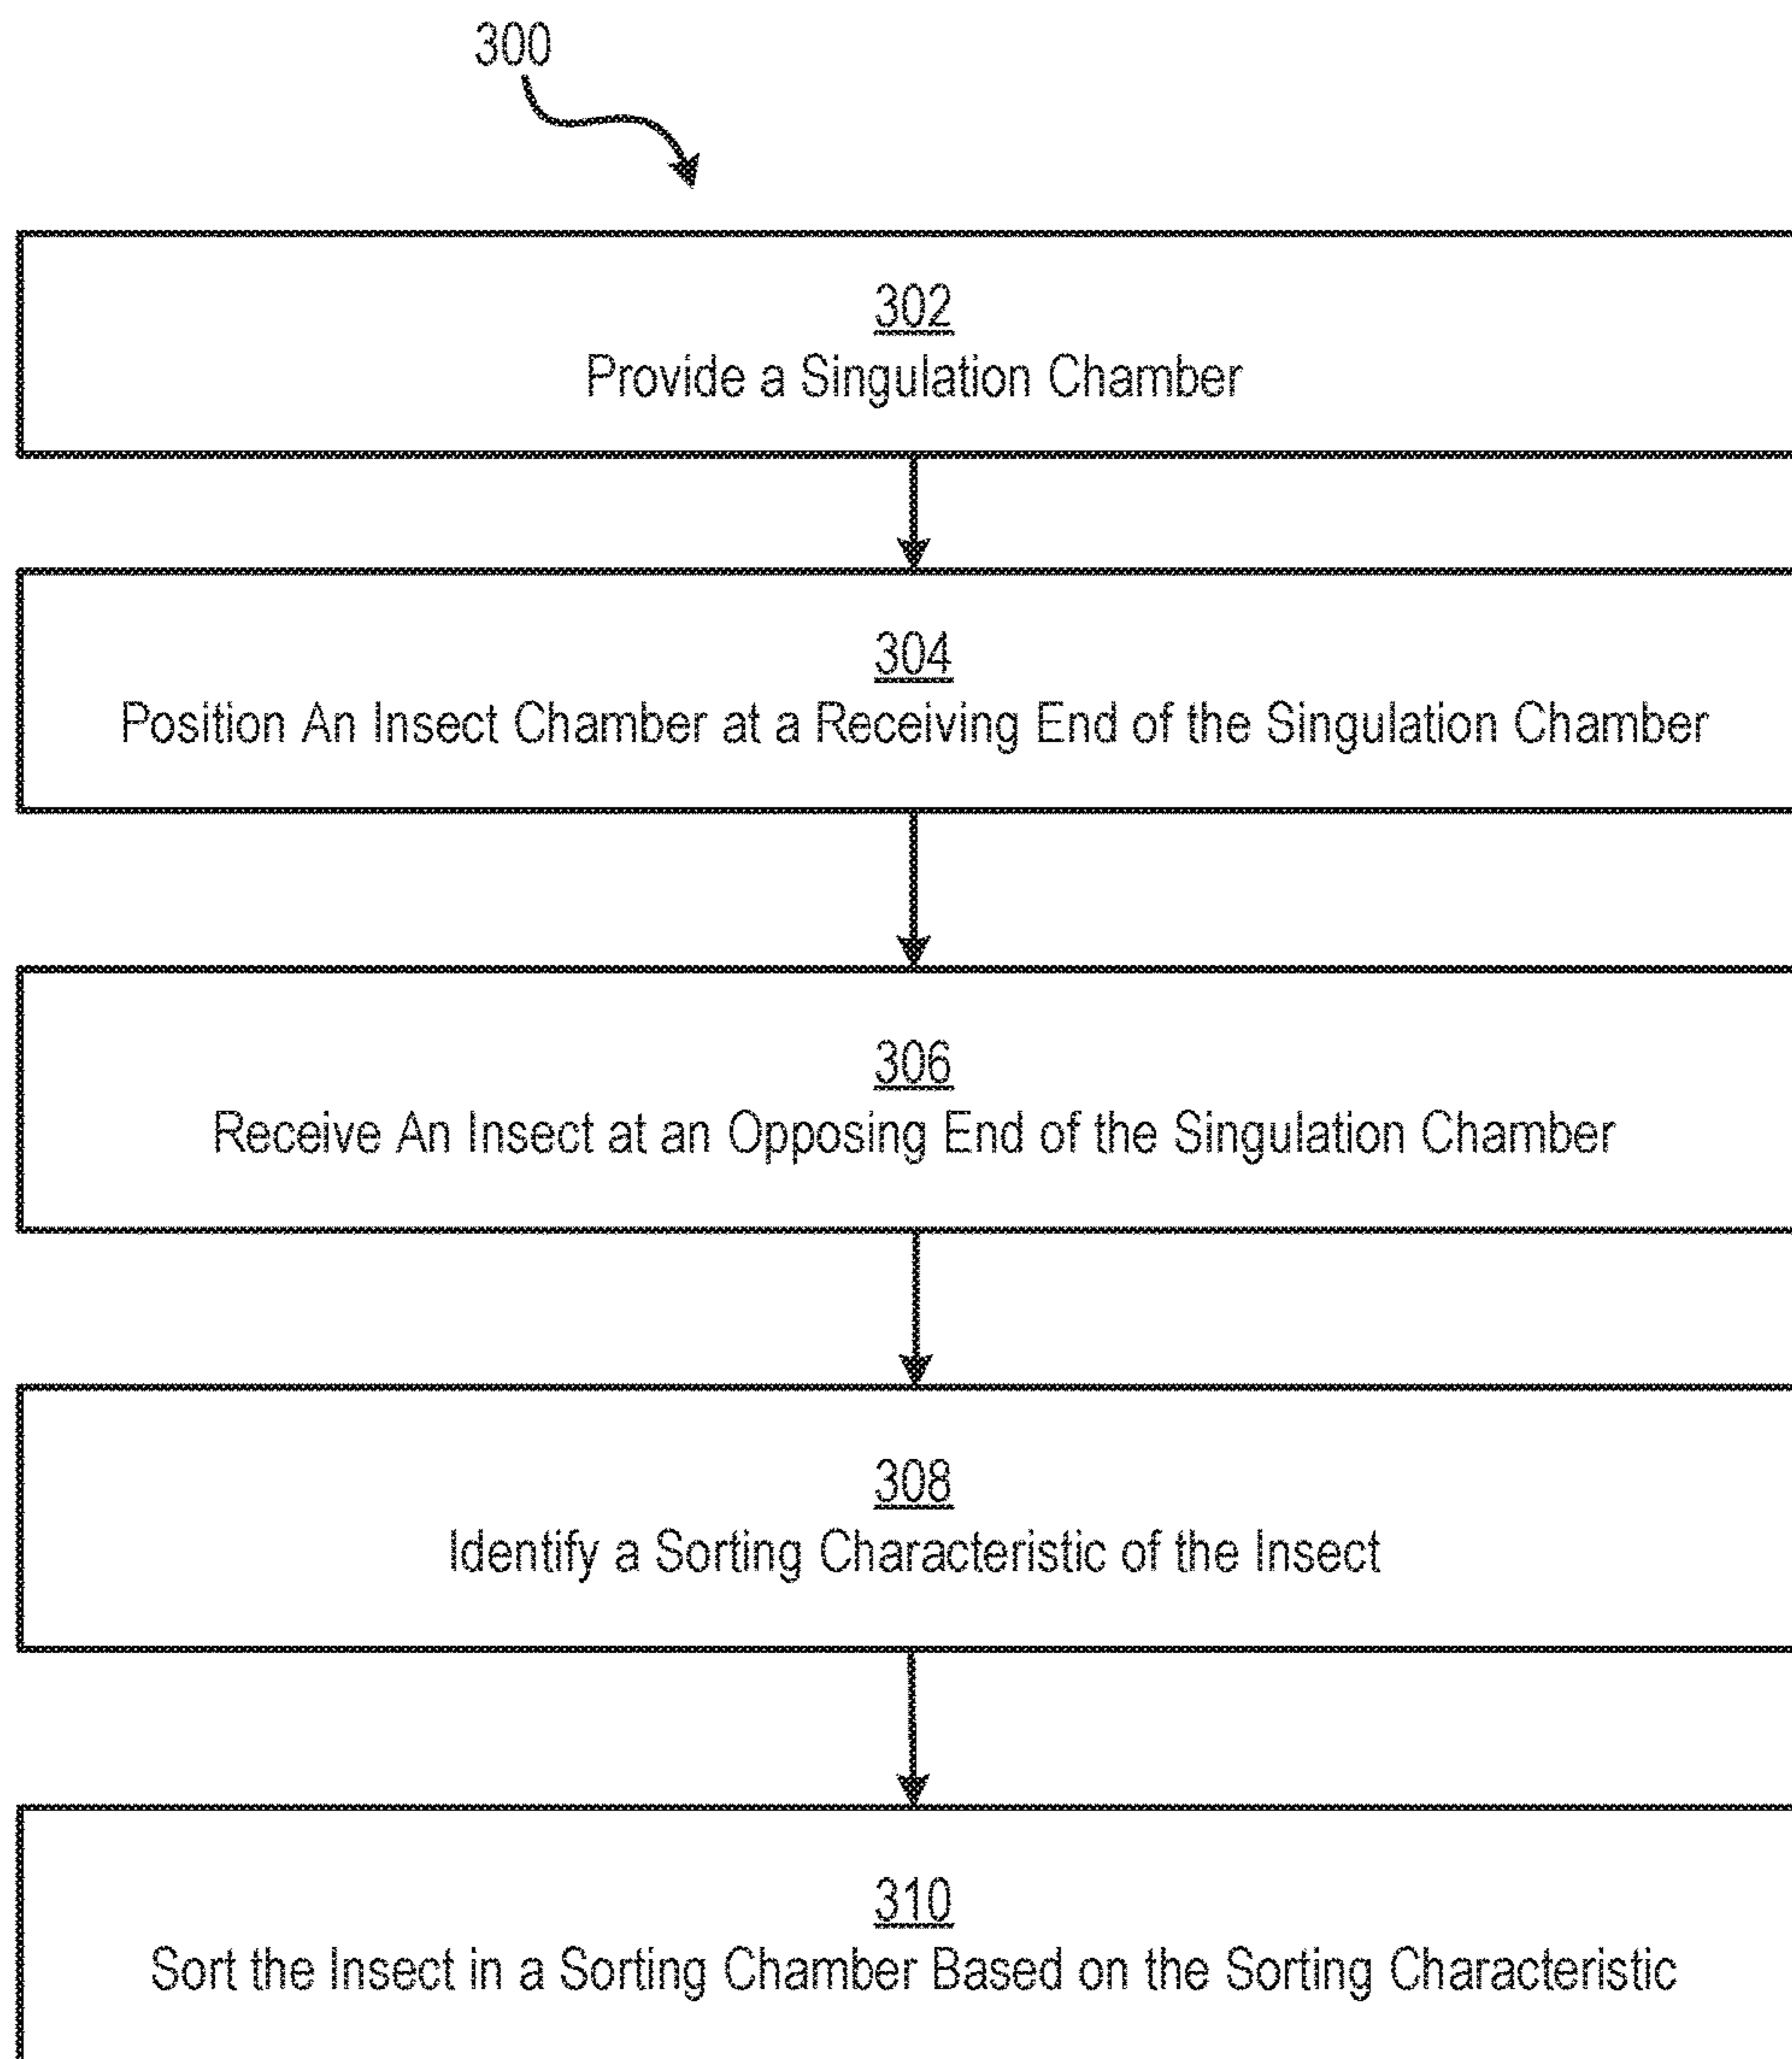 300
302
Provide a Singulation Chamber
304
Position An Insect Chamber at a Receiving End of the Singulation Chamber
306
Receive An Insect at an Opposing End of the Singulation Chamber
308
Identify a Sorting Characteristic of the Insect
310
Sort the Insect in a Sorting Chamber Based on the Sorting Characteristic